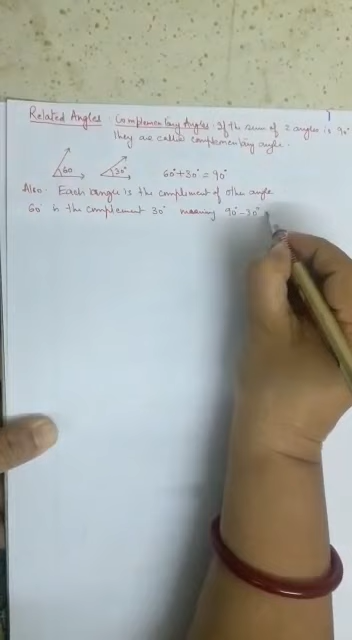 Related Angles : Complementary Angles : If the sum of 2 angles is 90°
they are called complementary angle.
60 30° 60° + 30° = 90°
Also Each angle is the complement of other angle
60 is the complement 30° meaning 90° - 30°